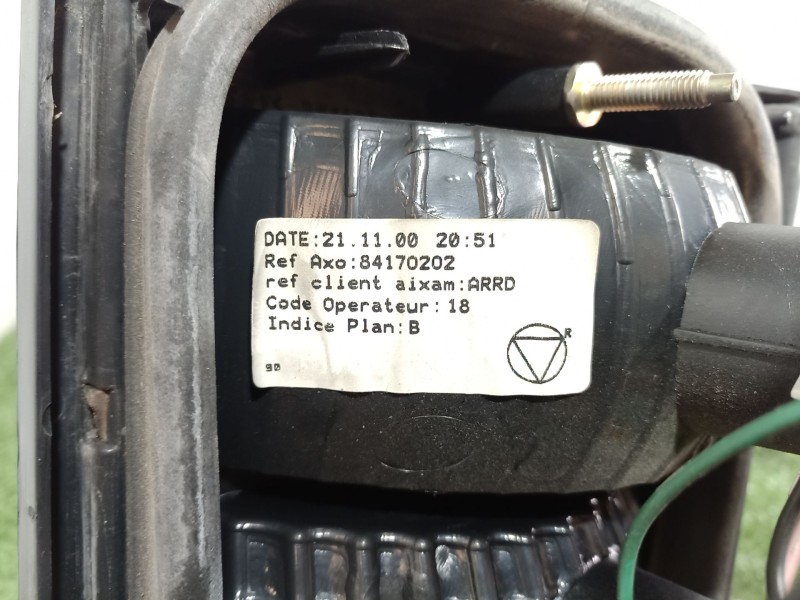 DATE:21.11.00 20:51
Ref Axo:84170202
ref client aixam:ARRD
Code Operateur: 18
Indice Plan:B
R
90